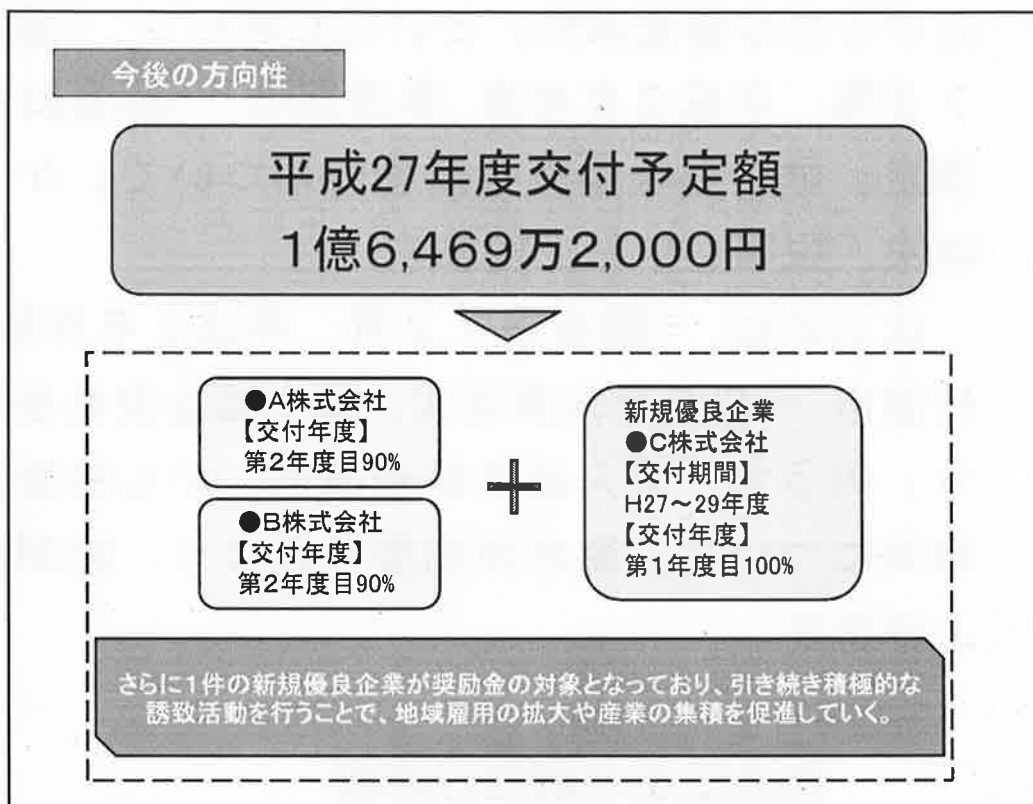 今後の方向性
平成27年度交付予定額
1億6,469万2,000円
●A株式会社
【交付年度】
第2年度目90%
●B株式会社
【交付年度】
第2年度目90%
+
新規優良企業
●C株式会社
【交付期間】
H27～29年度
【交付年度】
第1年度目100%
さらに1件の新規優良企業が奨励金の対象となっており、引き続き積極的な
誘致活動を行うことで、地域雇用の拡大や産業の集積を促進していく。